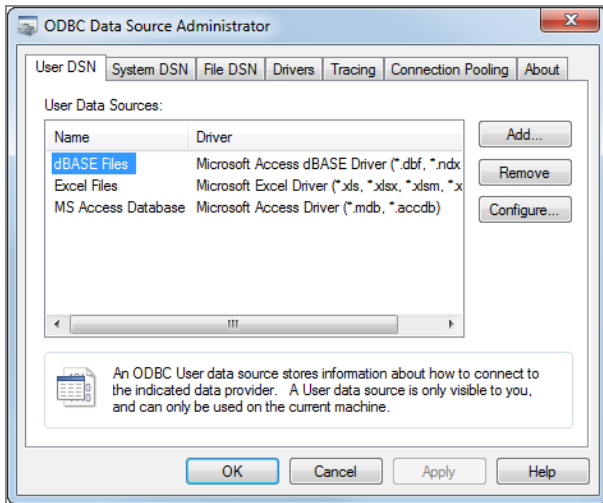 ODBC Data Source Administrator
User DSN System DSN File DSN Drivers Tracing Connection Pooling About
User Data Sources:
Name Driver
dBASE Files Microsoft Access dBASE Driver (*.dbf, *.ndx
Excel Files Microsoft Excel Driver (*.xls, *.xlsx, *.xlsm, *.x
MS Access Database Microsoft Access Driver (*.mdb, *.accdb)
Add...
Remove
Configure...
An ODBC User data source stores information about how to connect to
the indicated data provider. A User data source is only visible to you,
and can only be used on the current machine.
OK Cancel Apply Help